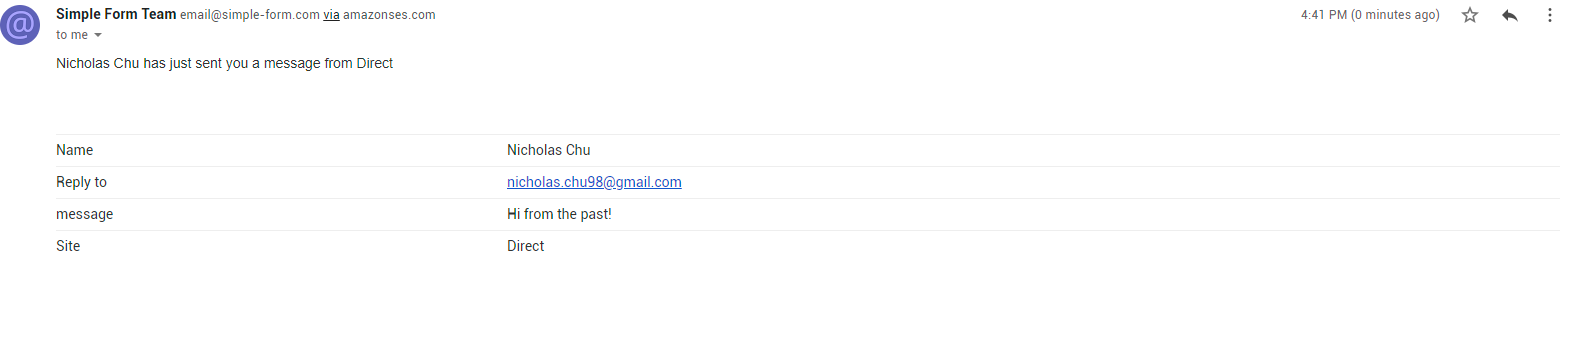 @ Simple Form Team email@simple-form.com via amazonses.com 4:41 PM (0 minutes ago)
to me
Nicholas Chu has just sent you a message from Direct
Name Nicholas Chu
Reply to nicholas.chu98@gmail.com
message Hi from the past!
Site Direct